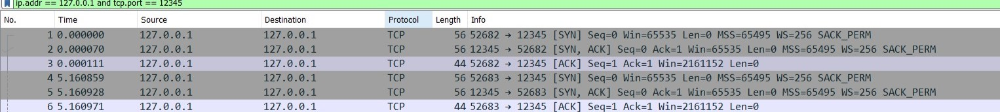 ip.addr == 127.0.0.1 and tcp.port == 12345
No. Time Source Destination Protocol Length Info
1 0.000000 127.0.0.1 127.0.0.1 TCP 56 52682 → 12345 [SYN] Seq=0 Win=65535 Len=0 MSS=65495 WS=256 SACK_PERM
2 0.000070 127.0.0.1 127.0.0.1 TCP 56 12345 → 52682 [SYN, ACK] Seq=0 Ack=1 Win=65535 Len=0 MSS=65495 WS=256 SACK_PERM
3 0.000111 127.0.0.1 127.0.0.1 TCP 44 52682 → 12345 [ACK] Seq=1 Ack=1 Win=2161152 Len=0
4 5.160859 127.0.0.1 127.0.0.1 TCP 56 52683 → 12345 [SYN] Seq=0 Win=65535 Len=0 MSS=65495 WS=256 SACK_PERM
5 5.160928 127.0.0.1 127.0.0.1 TCP 56 12345 → 52683 [SYN, ACK] Seq=0 Ack=1 Win=65535 Len=0 MSS=65495 WS=256 SACK_PERM
6 5.160971 127.0.0.1 127.0.0.1 TCP 44 52683 → 12345 [ACK] Seq=1 Ack=1 Win=2161152 Len=0